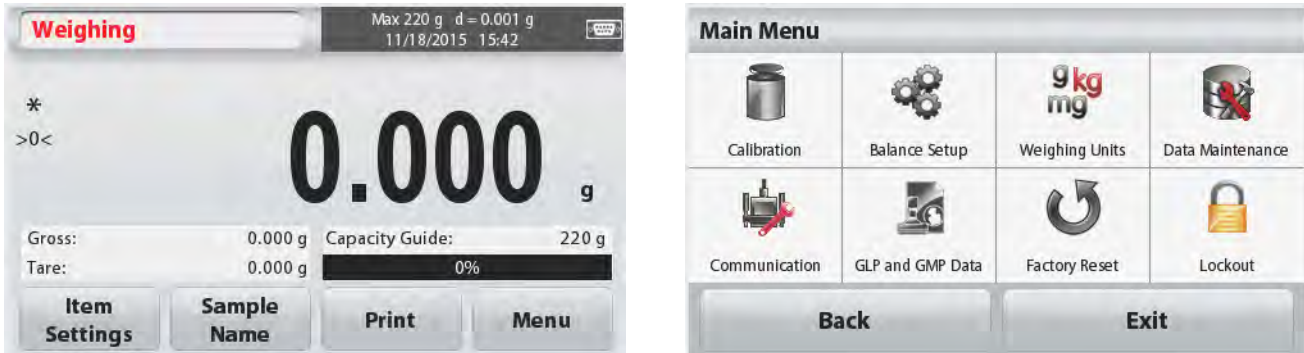 Weighing
Max 220 g d = 0.001 g
11/18/2015 15:42
*
>0<
0.000 g
Gross: 0.000 g
Tare: 0.000 g
Capacity Guide: 220 g
0%
Item Settings
Sample Name
Print
Menu
Main Menu
g kg
mg
Calibration
Balance Setup
Weighing Units
Data Maintenance
Communication
GLP and GMP Data
Factory Reset
Lockout
Back
Exit